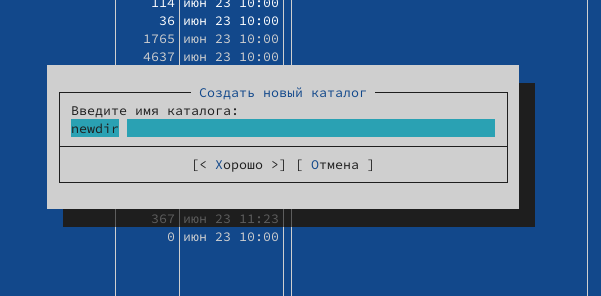 114 июн 23 10:00
36 июн 23 10:00
1765 июн 23 10:00
4637 июн 23 10:00
Создать новый каталог
Введите имя каталога:
newdir
[< Хорошо >] [ Отмена ]
367 июн 23 11:23
0 июн 23 10:00